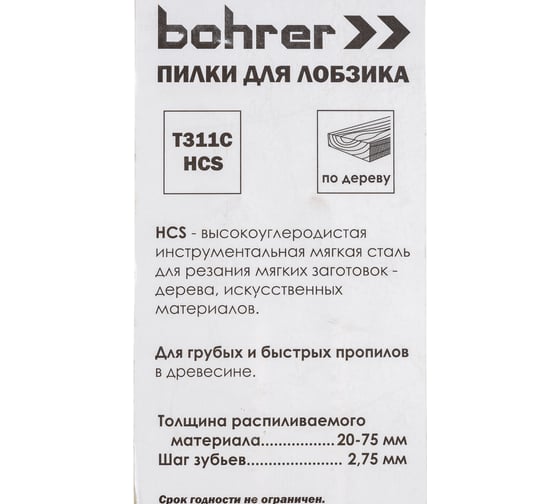 bohrer
ПИЛКИ ДЛЯ ЛОБЗИКА
T311C
HCS
по дереву
HCS - высокоуглеродистая
инструментальная мягкая сталь
для резания мягких заготовок -
дерева, искусственных
материалов.
Для грубых и быстрых пропилов
в древесине.
Толщина распиливаемого
материала.................20-75 мм
Шаг зубьев.................. 2,75 мм
Срок годности не ограничен.